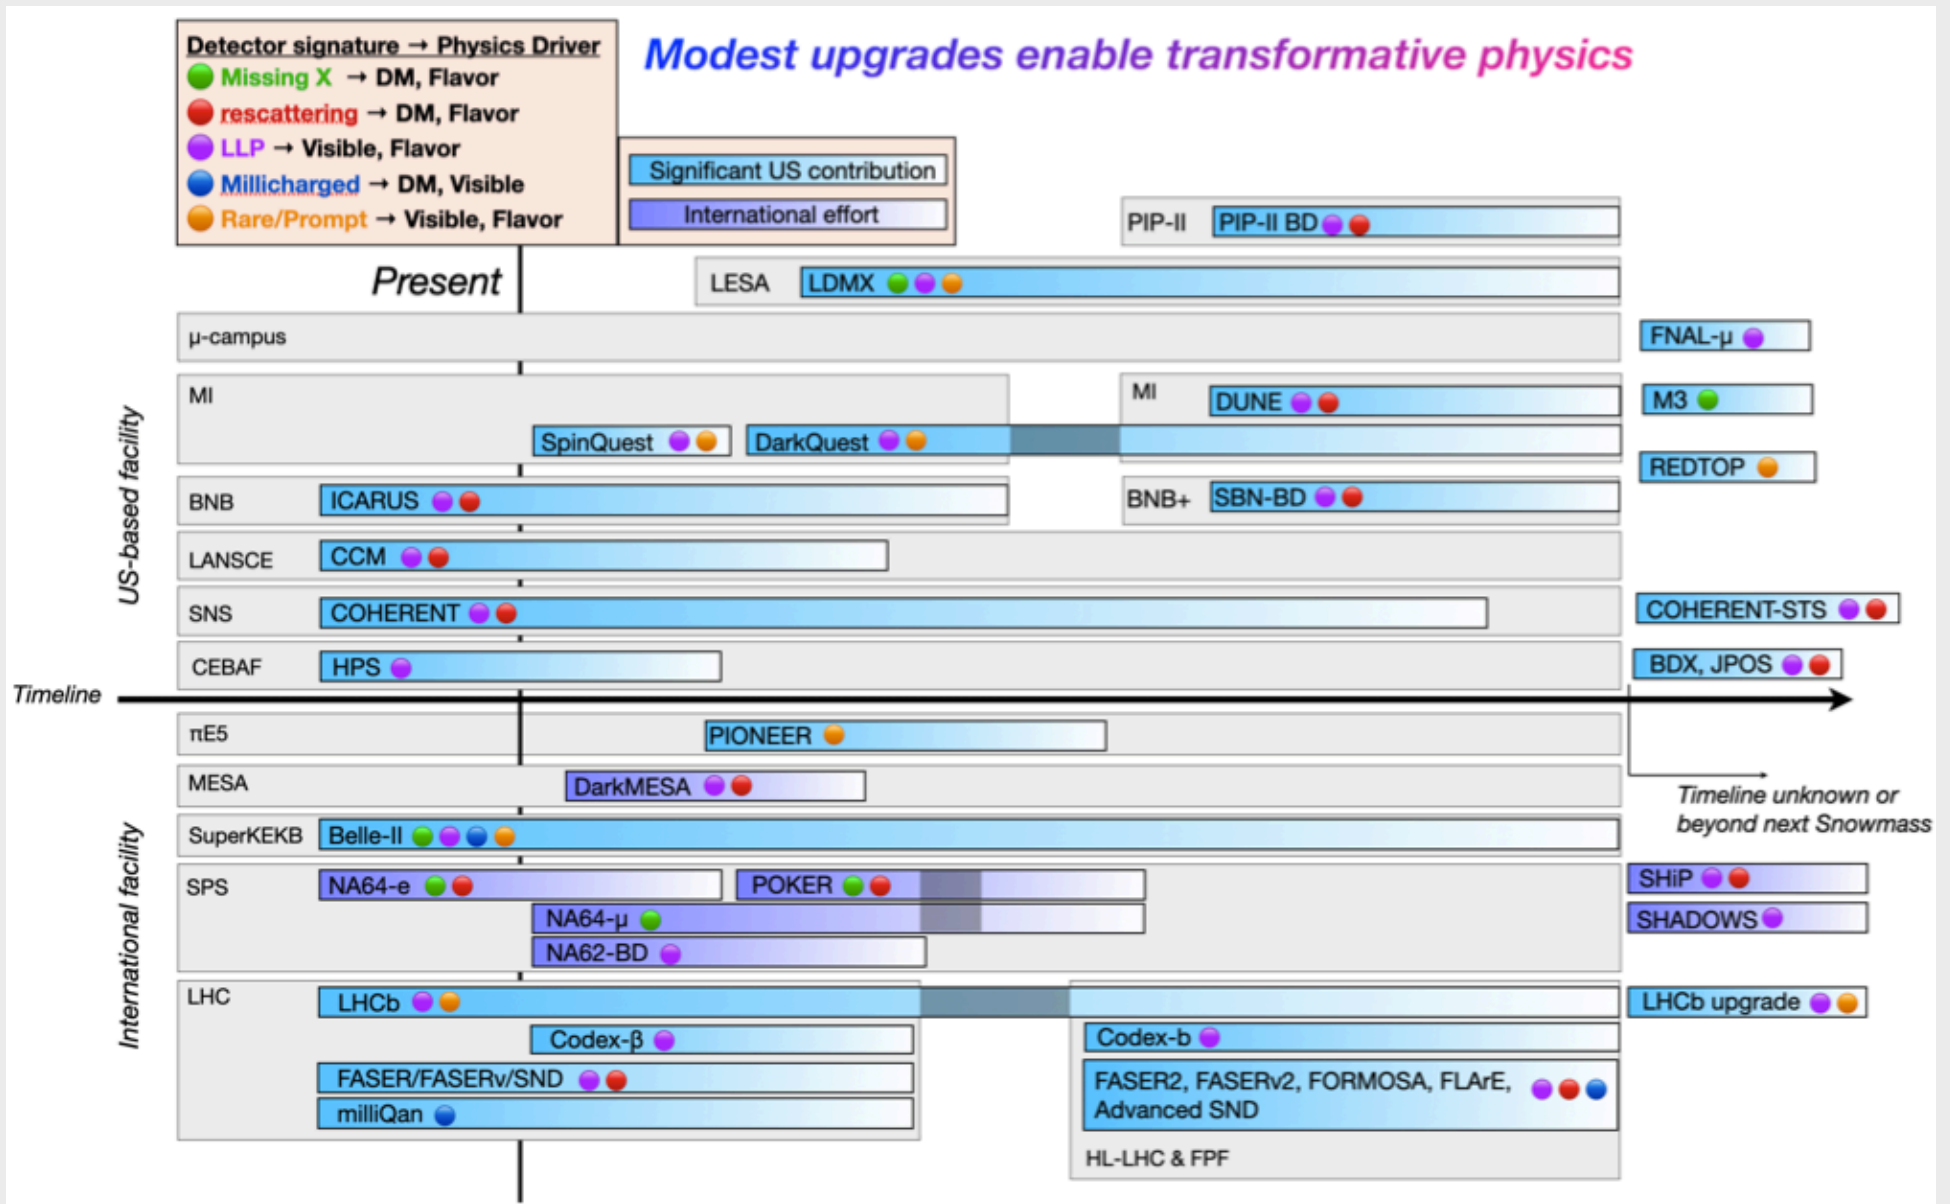 Modest upgrades enable transformative physics
Detector signature → Physics Driver
Missing X → DM, Flavor
rescattering → DM, Flavor
LLP → Visible, Flavor
Millicharged → DM, Visible
Rare/Prompt → Visible, Flavor
Significant US contribution
International effort
PIP-II
PIP-II BD
Present
LESA
LDMX
μ-campus
FNAL-μ
MI
MI
DUNE
M3
SpinQuest
DarkQuest
REDTOP
BNB
ICARUS
BNB+
SBN-BD
LANSCE
CCM
SNS
COHERENT
COHERENT-STS
CEBAF
HPS
BDX, JPOS
US-based facility
Timeline
πE5
PIONEER
MESA
DarkMESA
Timeline unknown or
beyond next Snowmass
SuperKEKB
Belle-II
SPS
NA64-e
POKER
SHiP
NA64-μ
SHADOWS
NA62-BD
International facility
LHC
LHCb
LHCb upgrade
Codex-β
Codex-b
FASER/FASERν/SND
FASER2, FASERν2, FORMOSA, FLArE,
Advanced SND
milliQan
HL-LHC & FPF